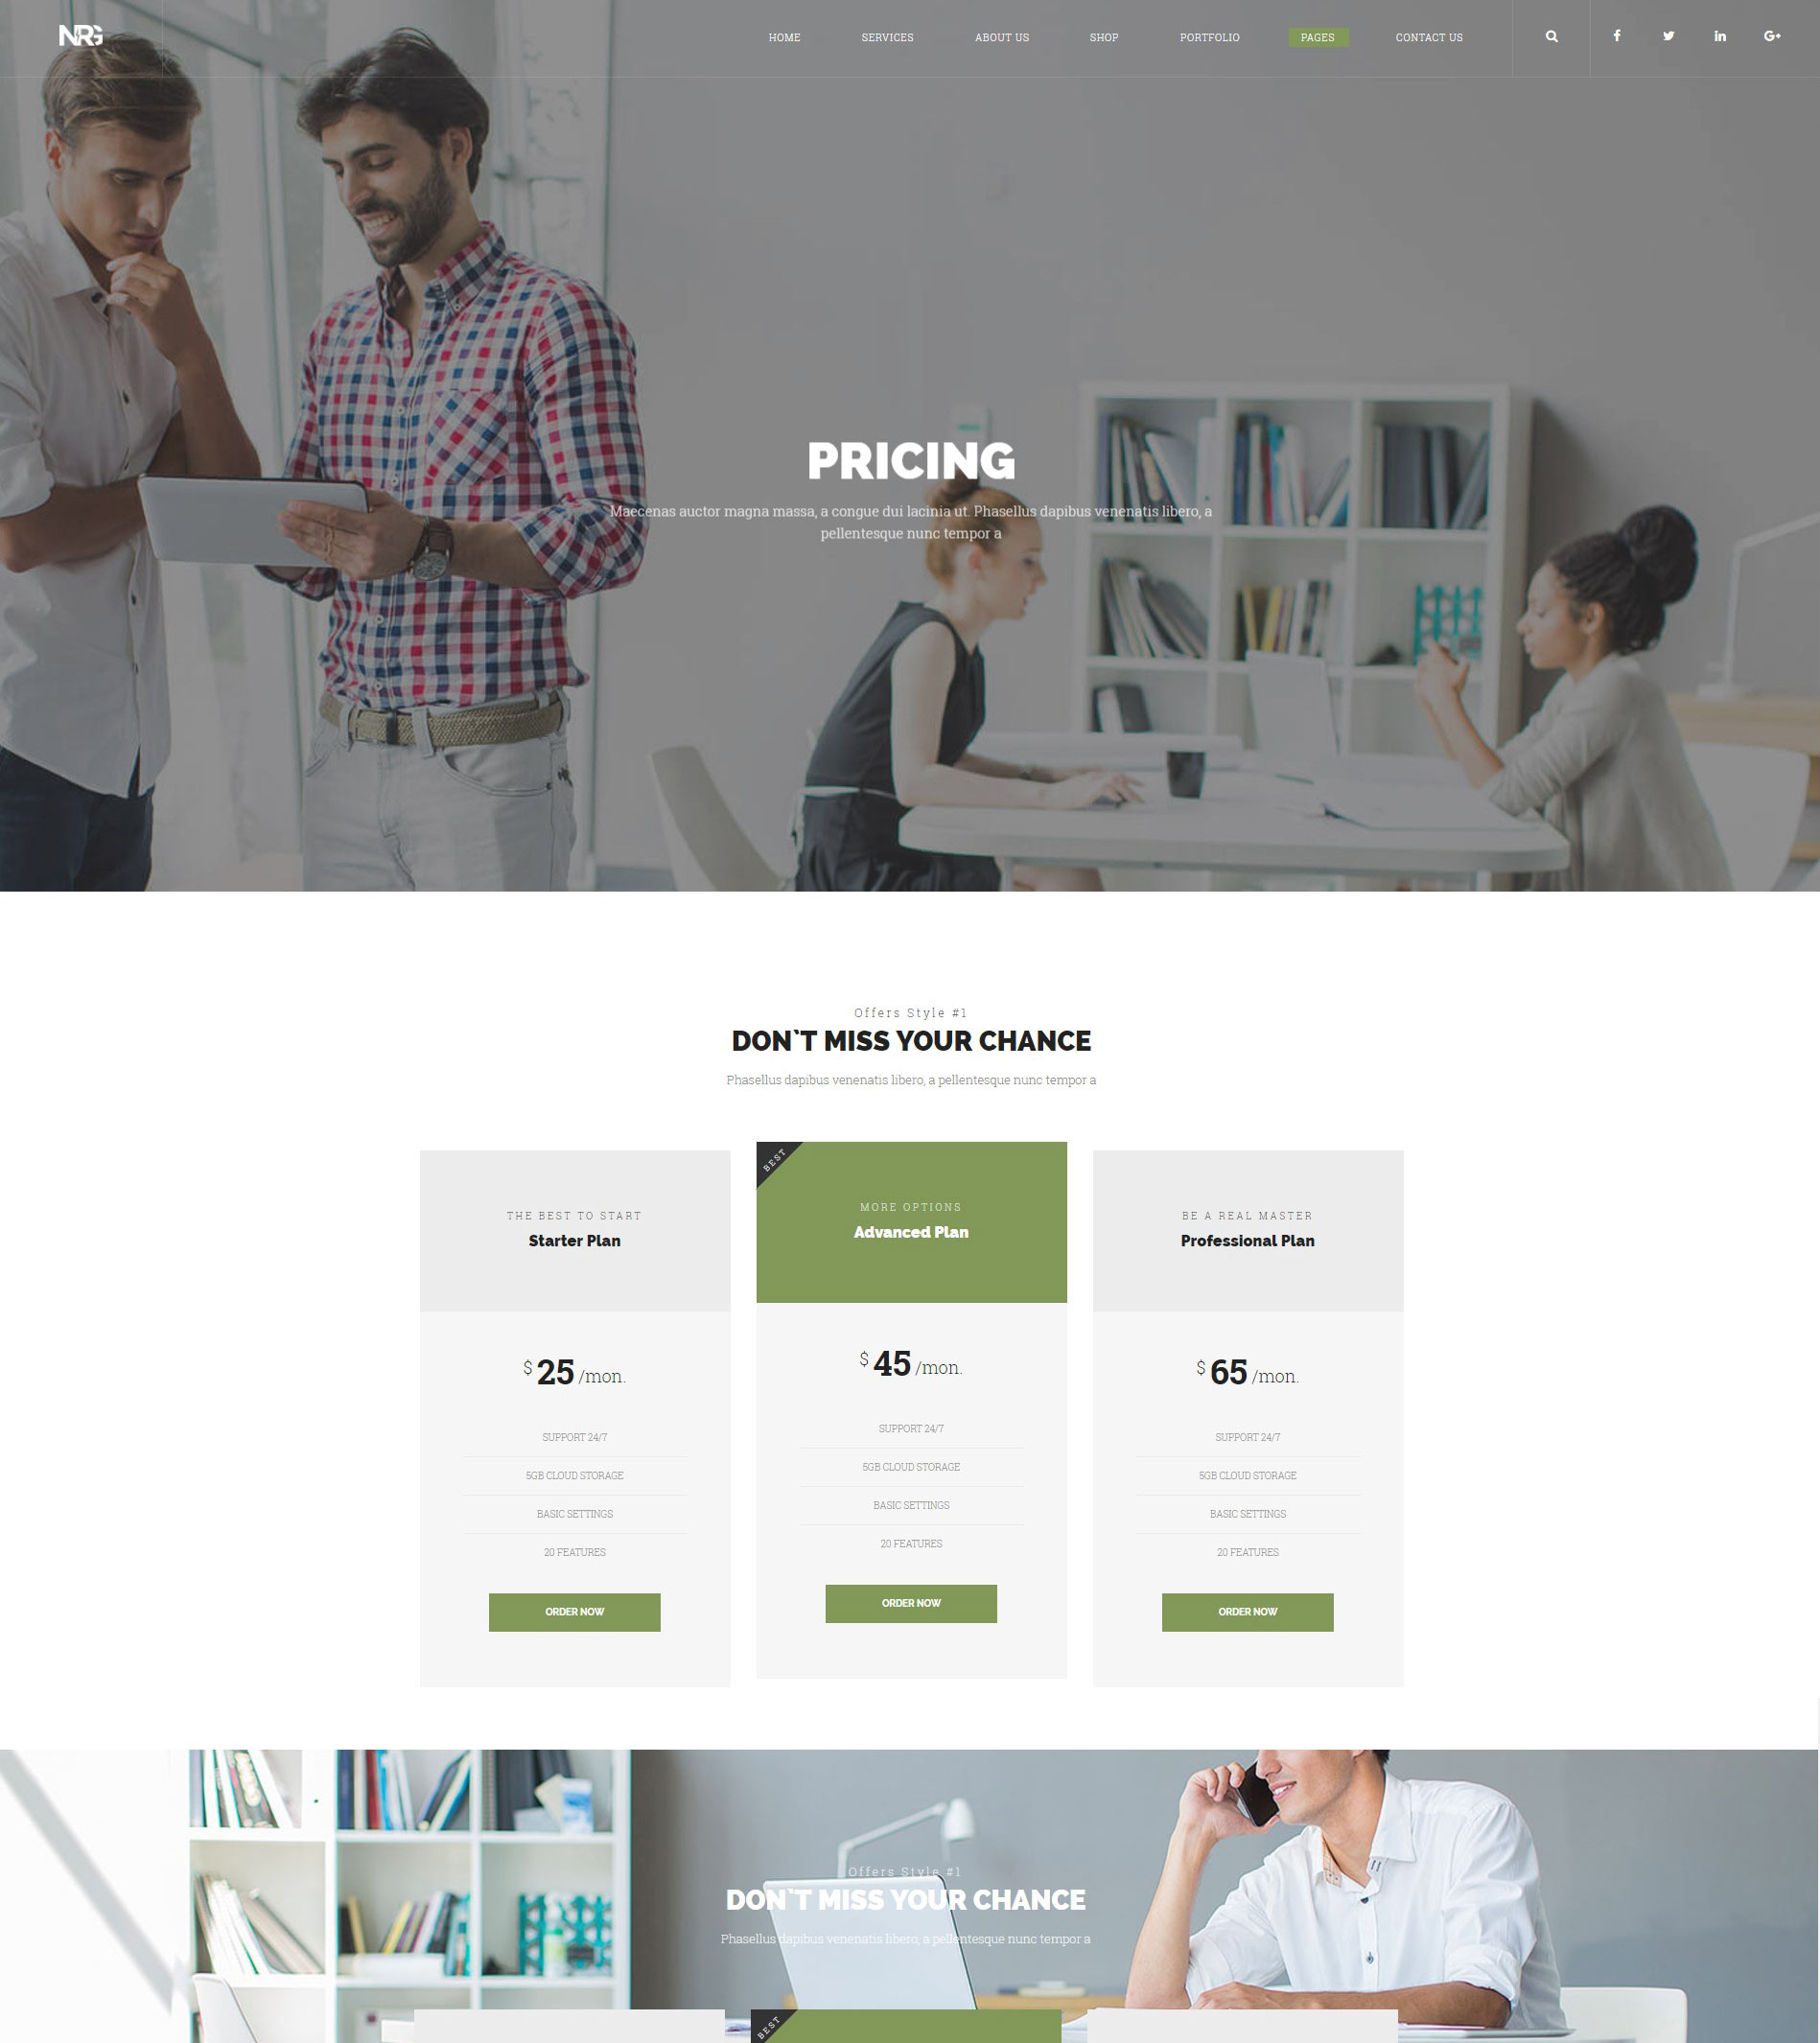 NRG
HOME SERVICES ABOUT US SHOP PORTFOLIO PAGES CONTACT US
PRICING
Maecenas auctor magna massa, a congue dui lacinia ut. Phasellus dapibus venenatis libero, a
pellentesque nunc tempor a
Offers Style #1
DON`T MISS YOUR CHANCE
Phasellus dapibus venenatis libero, a pellentesque nunc tempor a
THE BEST TO START
Starter Plan
$ 25 /mon.
SUPPORT 24/7
5GB CLOUD STORAGE
BASIC SETTINGS
20 FEATURES
ORDER NOW
BEST
MORE OPTIONS
Advanced Plan
$ 45 /mon.
SUPPORT 24/7
5GB CLOUD STORAGE
BASIC SETTINGS
20 FEATURES
ORDER NOW
BE A REAL MASTER
Professional Plan
$ 65 /mon.
SUPPORT 24/7
5GB CLOUD STORAGE
BASIC SETTINGS
20 FEATURES
ORDER NOW
Offers Style #1
DON`T MISS YOUR CHANCE
Phasellus dapibus venenatis libero, a pellentesque nunc tempor a
BEST